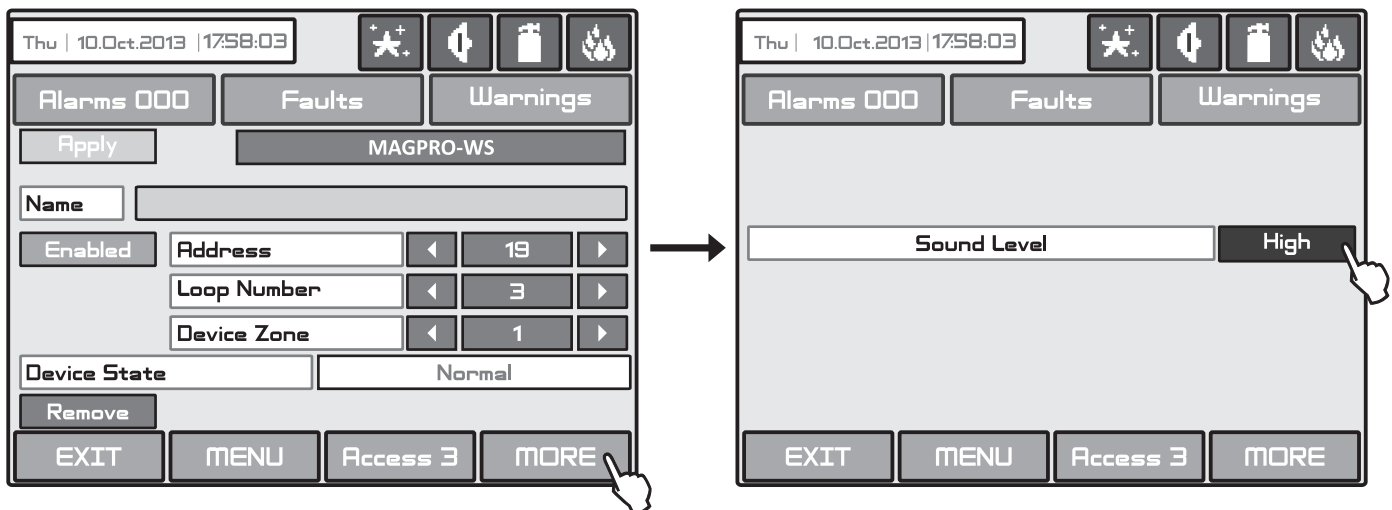 Thu | 10.Oct.2013 | 17:58:03
Alarms 000 Faults Warnings
Apply MAGPRO-WS
Name
Enabled Address 19
Loop Number 3
Device Zone 1
Device State Normal
Remove
EXIT MENU Access 3 MORE
Thu | 10.Oct.2013 | 17:58:03
Alarms 000 Faults Warnings
Sound Level High
EXIT MENU Access 3 MORE